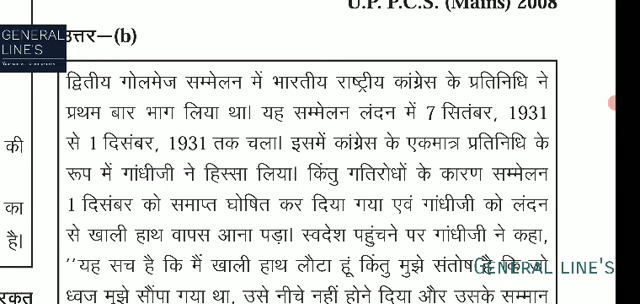 U.P. P.C.S. (Mains) 2008
GENERAL
LINE'S
उत्तर—(b)
द्वितीय गोलमेज सम्मेलन में भारतीय राष्ट्रीय कांग्रेस के प्रतिनिधि ने
प्रथम बार भाग लिया था। यह सम्मेलन लंदन में 7 सितंबर, 1931
से 1 दिसंबर, 1931 तक चला। इसमें कांग्रेस के एकमात्र प्रतिनिधि के
रूप में गांधीजी ने हिस्सा लिया। किंतु गतिरोधों के कारण सम्मेलन
1 दिसंबर को समाप्त घोषित कर दिया गया एवं गांधीजी को लंदन
से खाली हाथ वापस आना पड़ा। स्वदेश पहुंचने पर गांधीजी ने कहा,
''यह सच है कि मैं खाली हाथ लौटा हूं किंतु मुझे संतोष है कि जो
ध्वज मुझे सौंपा गया था, उसे नीचे नहीं होने दिया और उसके सम्मान
की
का
है।
GENERAL LINE'S